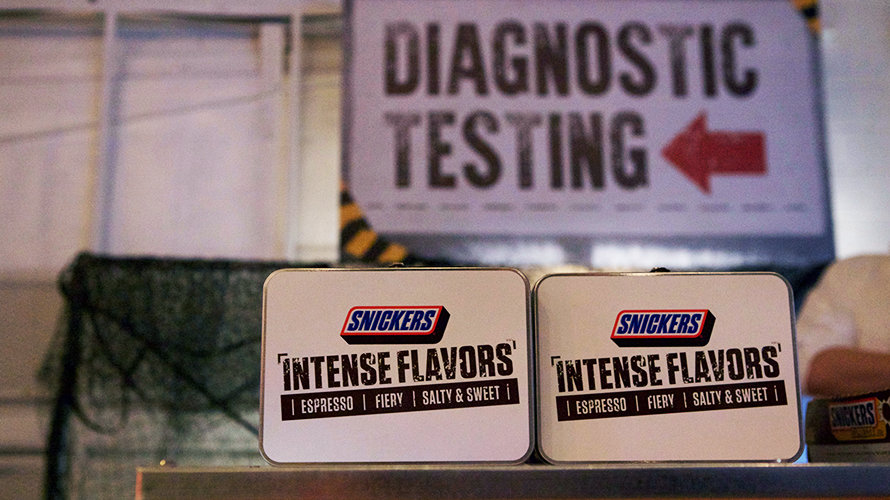 DIAGNOSTIC
TESTING
SNICKERS
INTENSE FLAVORS
| ESPRESSO | FIERY | SALTY & SWEET |
SNICKERS
INTENSE FLAVORS
| ESPRESSO | FIERY | SALTY & SWEET |
SNICKERS